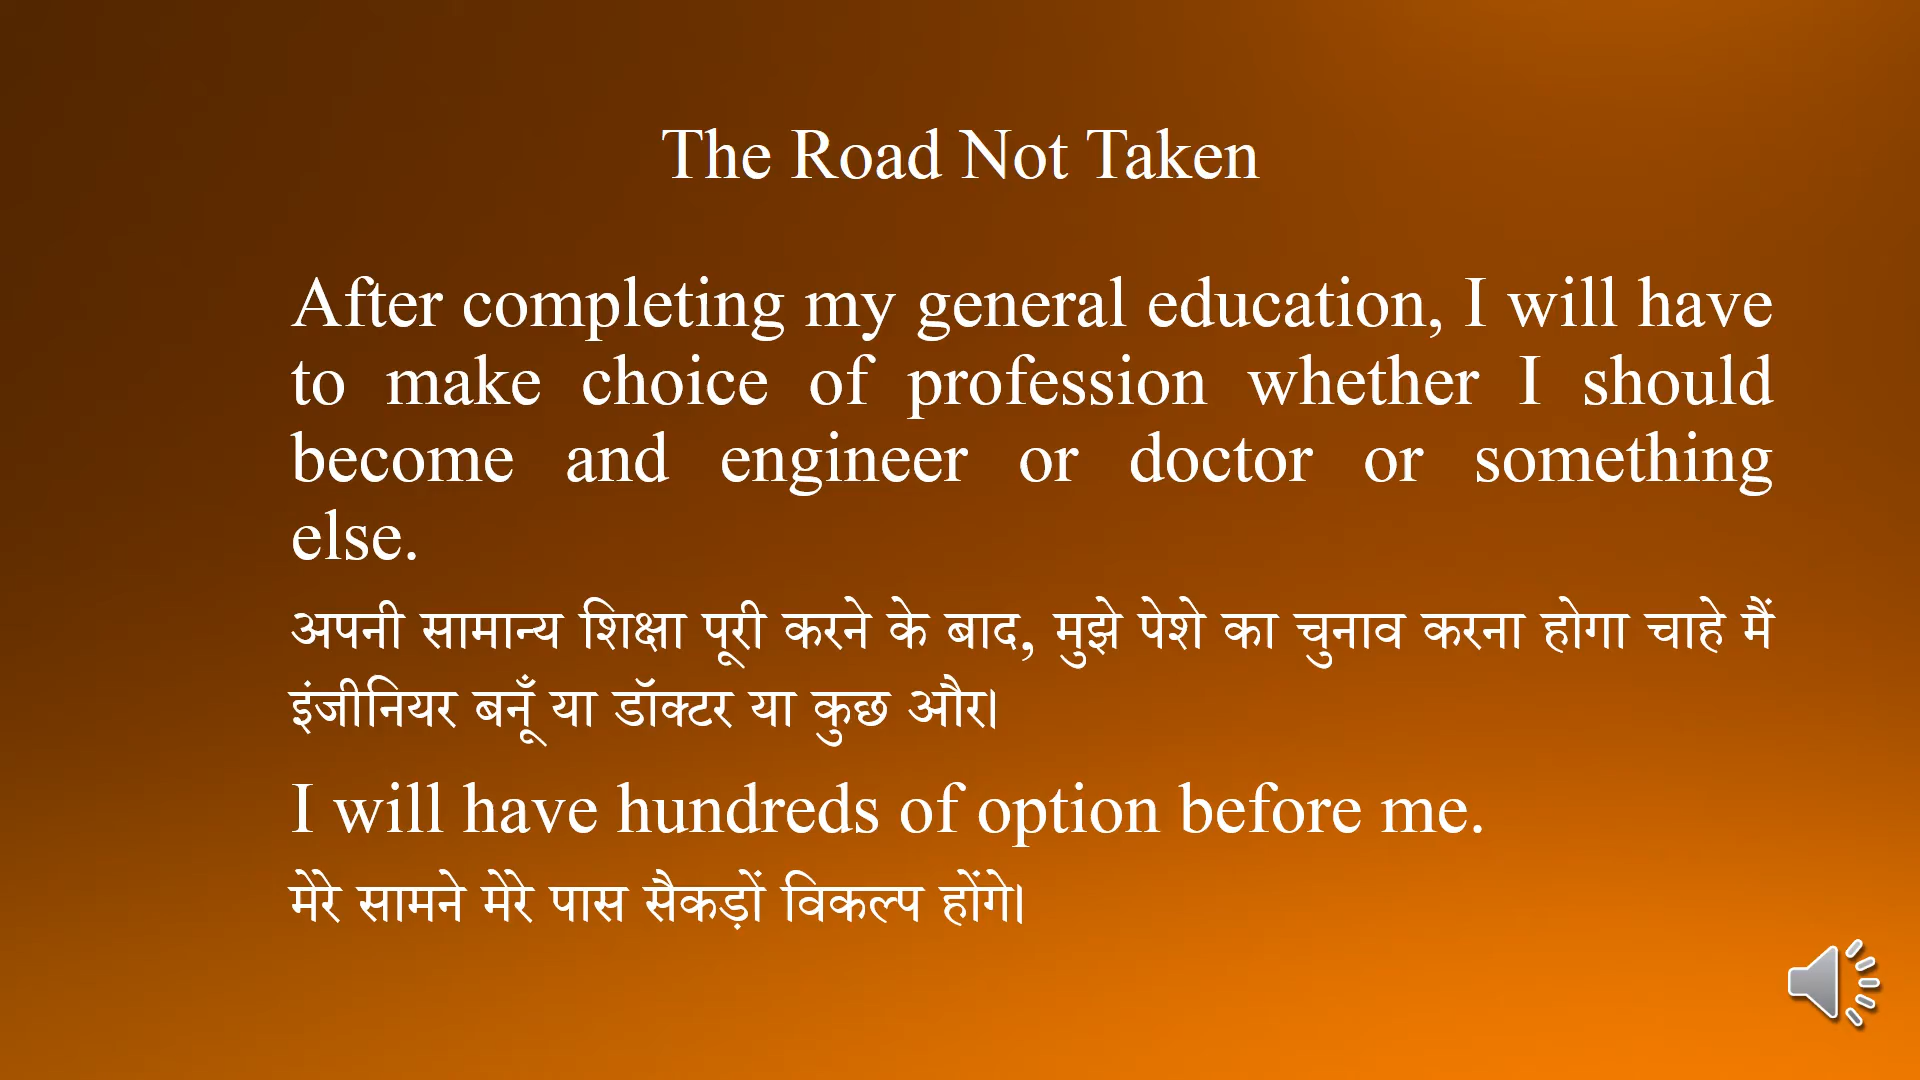 The Road Not Taken
After completing my general education, I will have
to make choice of profession whether I should
become and engineer or doctor or something
else.
अपनी सामान्य शिक्षा पूरी करने के बाद, मुझे पेशे का चुनाव करना होगा चाहे मैं
इंजीनियर बनूँ या डॉक्टर या कुछ और।
I will have hundreds of option before me.
मेरे सामने मेरे पास सैकड़ों विकल्प होंगे।